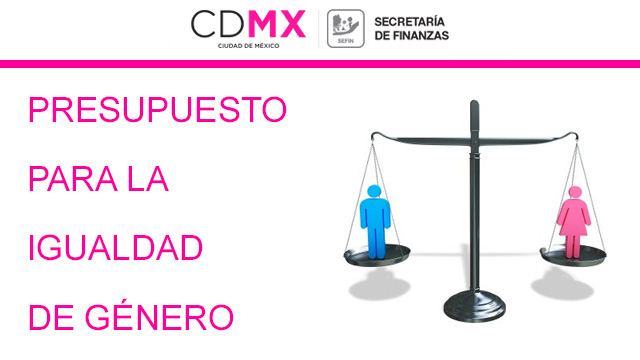 CDMX
CIUDAD DE MÉXICO
SEFIN
SECRETARÍA
DE FINANZAS
PRESUPUESTO
PARA LA
IGUALDAD
DE GÉNERO